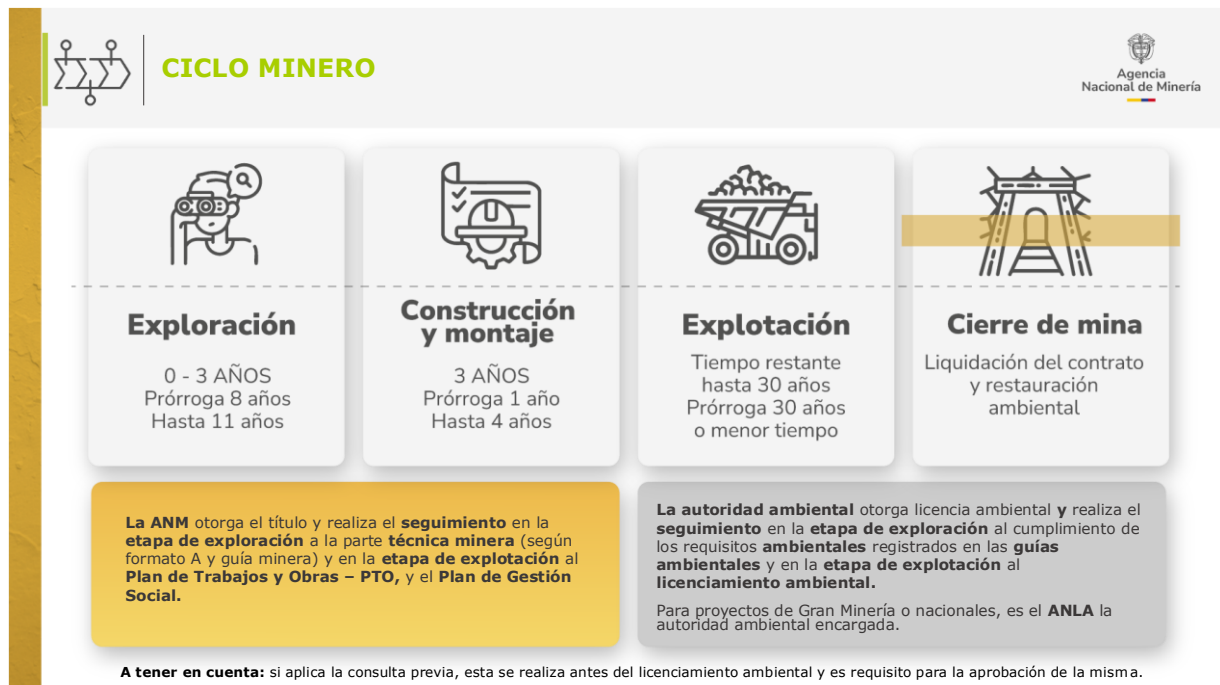 CICLO MINERO
Agencia
Nacional de Minería
Exploración
0 - 3 AÑOS
Prórroga 8 años
Hasta 11 años
Construcción
y montaje
3 AÑOS
Prórroga 1 año
Hasta 4 años
Explotación
Tiempo restante
hasta 30 años
Prórroga 30 años
o menor tiempo
Cierre de mina
Liquidación del contrato
y restauración
ambiental
La ANM otorga el título y realiza el seguimiento en la
etapa de exploración a la parte técnica minera (según
formato A y guía minera) y en la etapa de explotación al
Plan de Trabajos y Obras – PTO, y el Plan de Gestión
Social.
La autoridad ambiental otorga licencia ambiental y realiza el
seguimiento en la etapa de exploración al cumplimiento de
los requisitos ambientales registrados en las guías
ambientales y en la etapa de explotación al
licenciamiento ambiental.
Para proyectos de Gran Minería o nacionales, es el ANLA la
autoridad ambiental encargada.
A tener en cuenta: si aplica la consulta previa, esta se realiza antes del licenciamiento ambiental y es requisito para la aprobación de la misma.